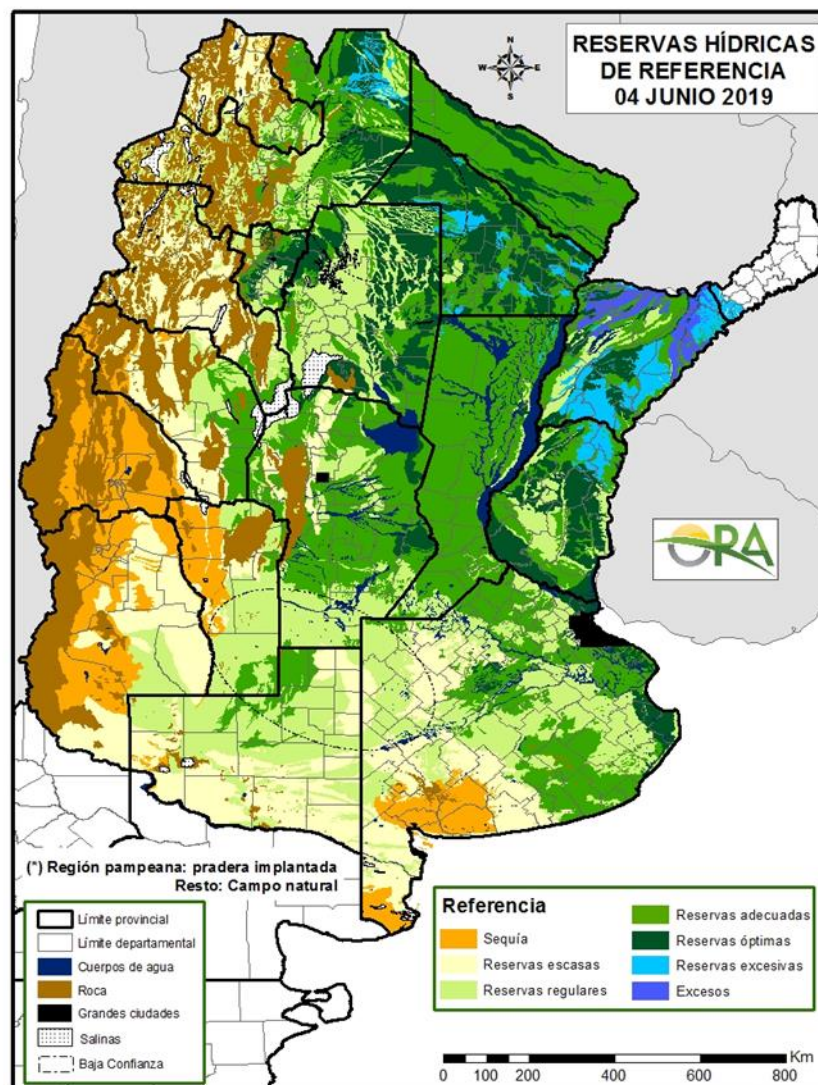 RESERVAS HÍDRICAS
DE REFERENCIA
04 JUNIO 2019
N
W
E
S
ORA
(*) Región pampeana: pradera implantada
Resto: Campo natural
Límite provincial
Límite departamental
Cuerpos de agua
Roca
Grandes ciudades
Salinas
Baja Confianza
Referencia
Sequía
Reservas escasas
Reservas regulares
Reservas adecuadas
Reservas óptimas
Reservas excesivas
Excesos
Km
0 100 200 400 600 800